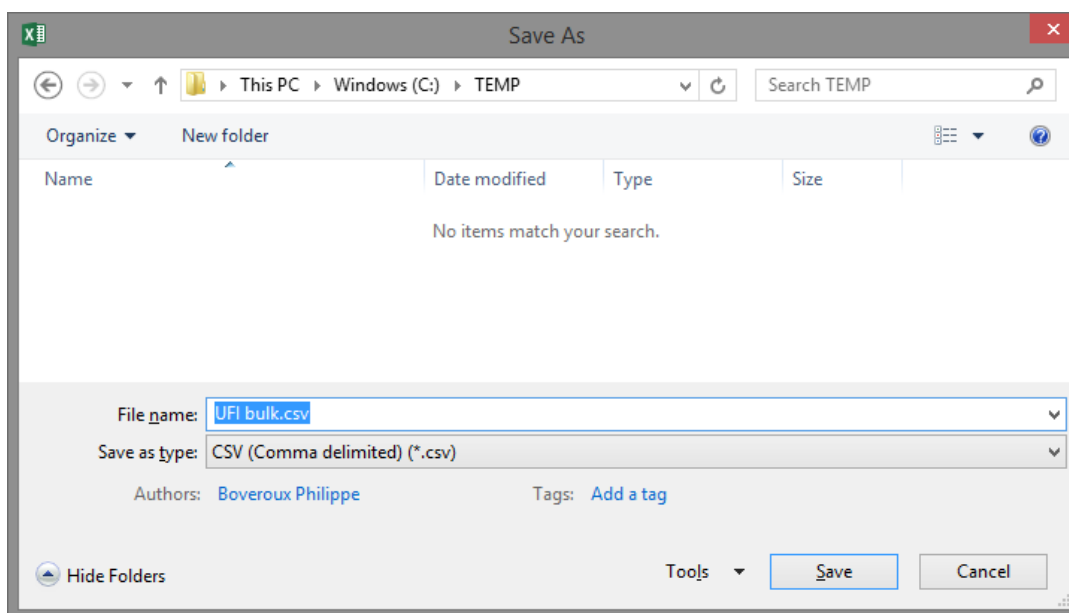 Save As
This PC Windows (C:) TEMP Search TEMP
Organize New folder
Name Date modified Type Size
No items match your search.
File name: UFI bulk.csv
Save as type: CSV (Comma delimited) (*.csv)
Authors: Boveroux Philippe Tags: Add a tag
Hide Folders Tools Save Cancel